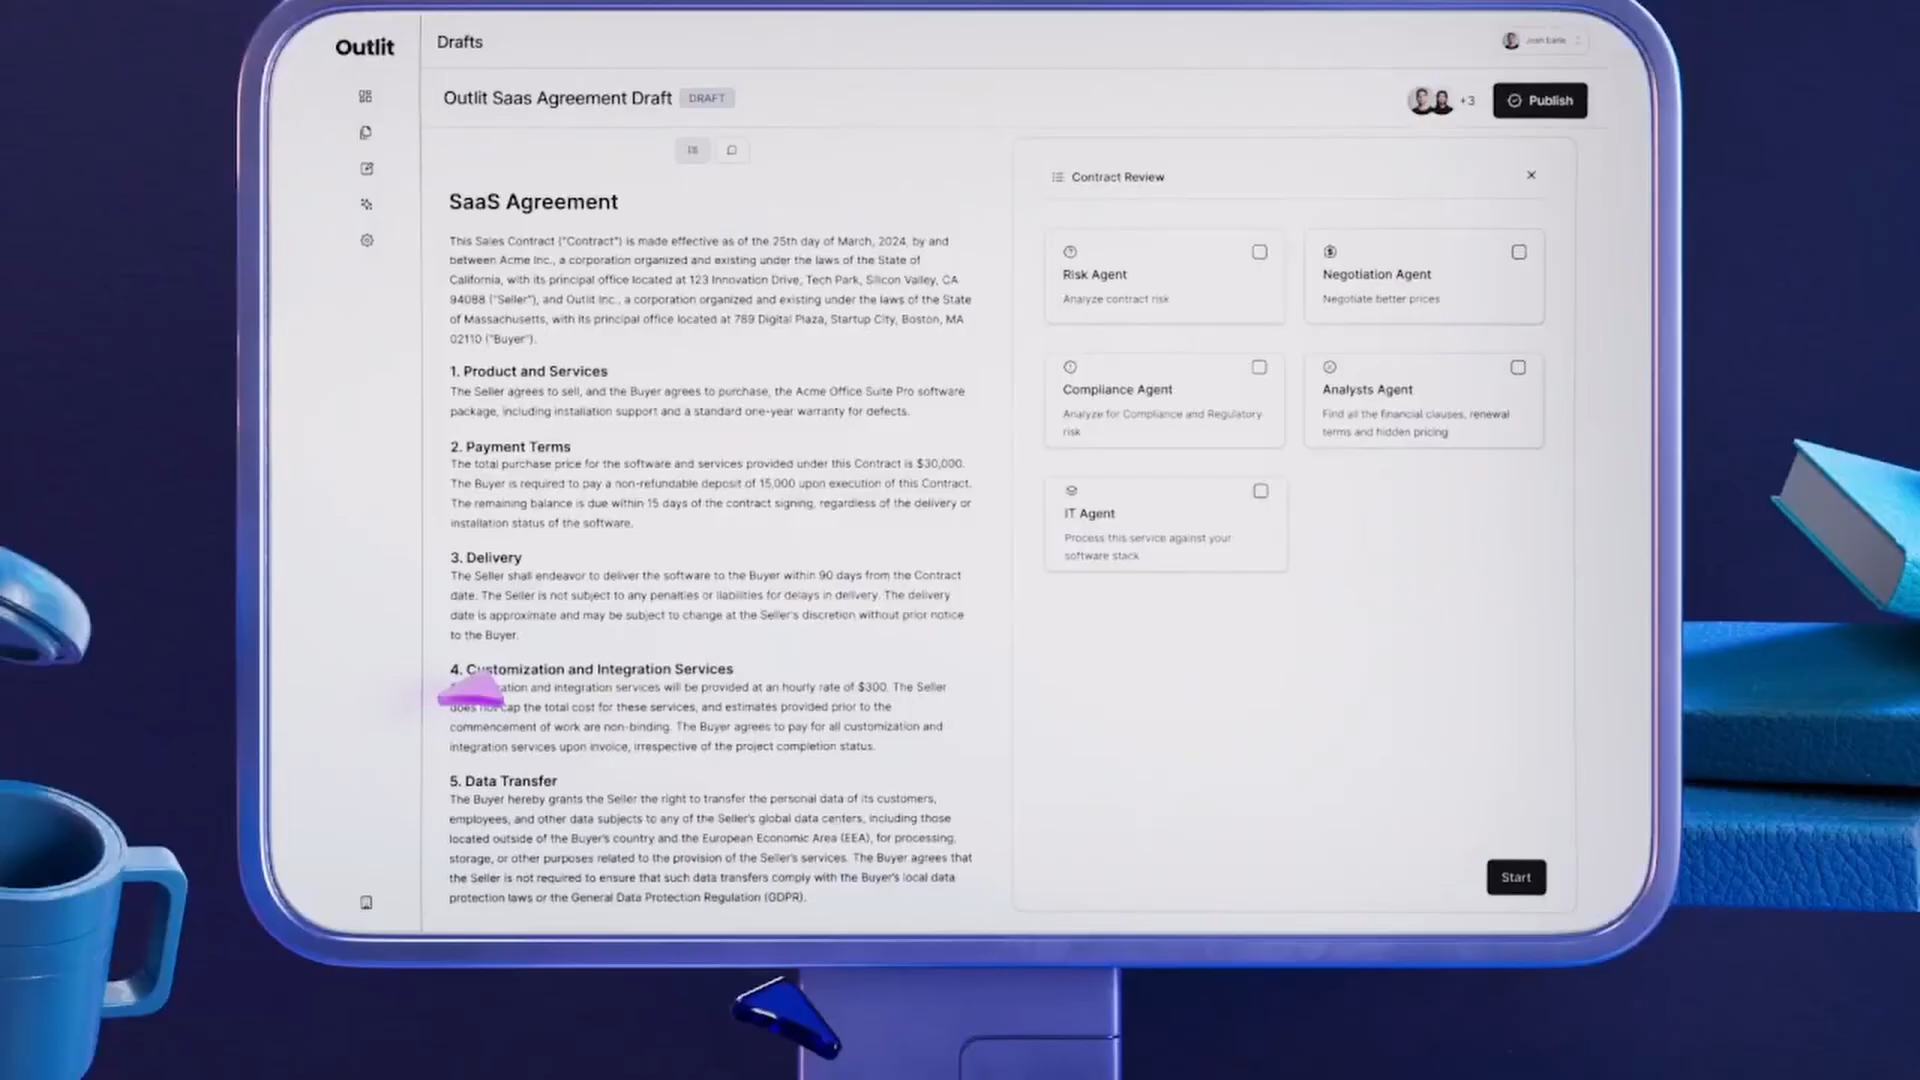 Outlit
Drafts
Outlit Saas Agreement Draft
DRAFT
+3
Publish
SaaS Agreement
This Sales Contract ("Contract") is made effective as of the 25th day of March, 2024, by and
between Acme Inc., a corporation organized and existing under the laws of the State of
California, with its principal office located at 123 Innovation Drive, Tech Park, Silicon Valley, CA
94088 ("Seller"), and Outlit Inc., a corporation organized and existing under the laws of the State
of Massachusetts, with its principal office located at 789 Digital Plaza, Startup City, Boston, MA
02110 ("Buyer").
1. Product and Services
The Seller agrees to sell, and the Buyer agrees to purchase, the Acme Office Suite Pro software
package, including installation support and a standard one-year warranty for defects.
2. Payment Terms
The total purchase price for the software and services provided under this Contract is $30,000.
The Buyer is required to pay a non-refundable deposit of 15,000 upon execution of this Contract.
The remaining balance is due within 15 days of the contract signing, regardless of the delivery or
installation status of the software.
3. Delivery
The Seller shall endeavor to deliver the software to the Buyer within 90 days from the Contract
date. The Seller is not subject to any penalties or liabilities for delays in delivery. The delivery
date is approximate and may be subject to change at the Seller's discretion without prior notice
to the Buyer.
4. Customization and Integration Services
and integration services will be provided at an hourly rate of $300. The Seller
does not cap the total cost for these services, and estimates provided prior to the
commencement of work are non-binding. The Buyer agrees to pay for all customization and
integration services upon invoice, irrespective of the project completion status.
5. Data Transfer
The Buyer hereby grants the Seller the right to transfer the personal data of its customers,
employees, and other data subjects to any of the Seller's global data centers, including those
located outside of the Buyer's country and the European Economic Area (EEA), for processing,
storage, or other purposes related to the provision of the Seller's services. The Buyer agrees that
the Seller is not required to ensure that such data transfers comply with the Buyer's local data
protection laws or the General Data Protection Regulation (GDPR).
Contract Review
Risk Agent
Analyze contract risk
Negotiation Agent
Negotiate better prices
Compliance Agent
Analyze for Compliance and Regulatory
risk
Analysts Agent
Find all the financial clauses, renewal
terms and hidden pricing
IT Agent
Process this service against your
software stack
Start